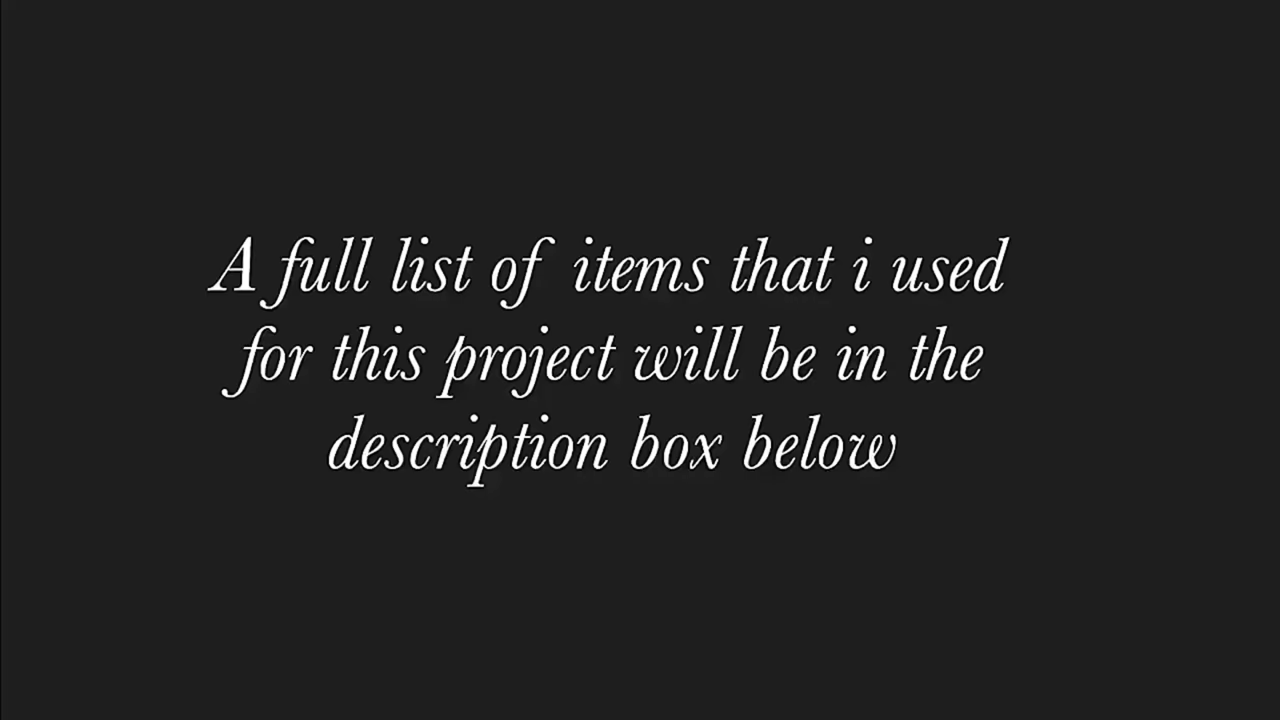 A full list of items that i used
for this project will be in the
description box below